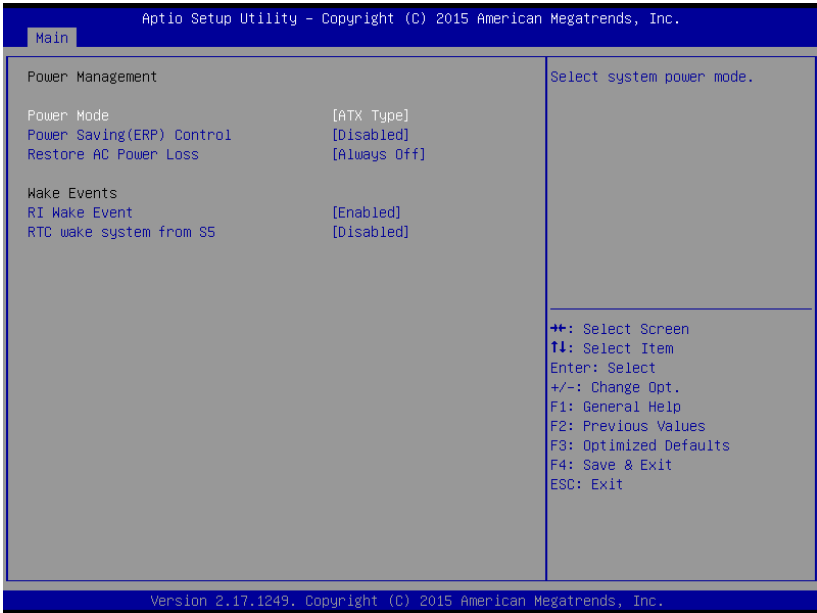 Aptio Setup Utility – Copyright (C) 2015 American Megatrends, Inc.
Main
Power Management
Power Mode [ATX Type]
Power Saving(ERP) Control [Disabled]
Restore AC Power Loss [Always Off]
Wake Events
RI Wake Event [Enabled]
RTC wake system from S5 [Disabled]
Select system power mode.
→←: Select Screen
↑↓: Select Item
Enter: Select
+/-: Change Opt.
F1: General Help
F2: Previous Values
F3: Optimized Defaults
F4: Save & Exit
ESC: Exit
Version 2.17.1249. Copyright (C) 2015 American Megatrends, Inc.